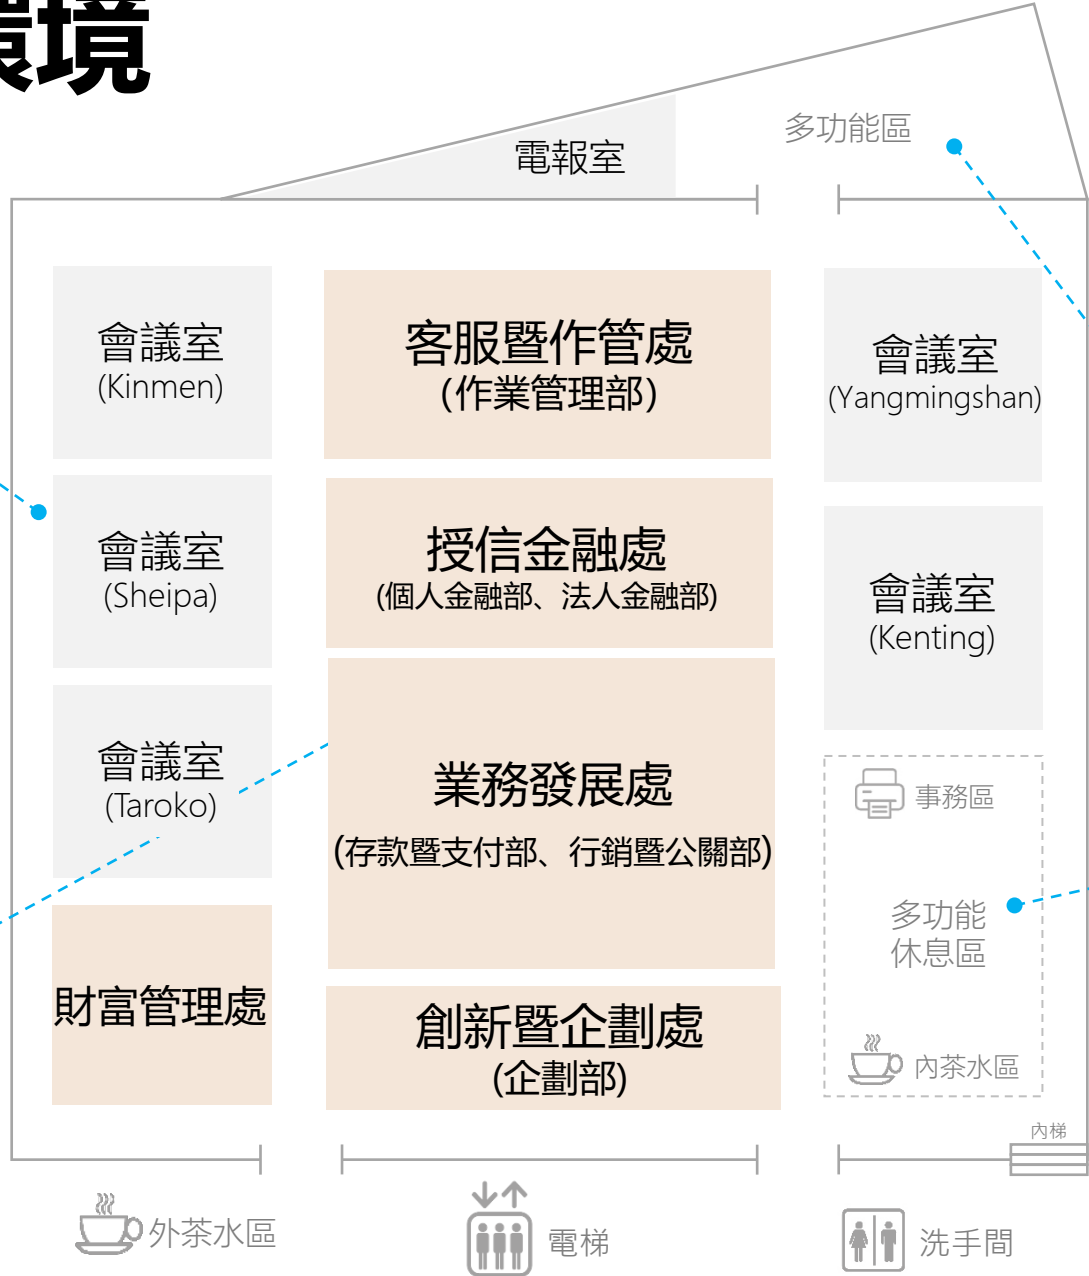 環境
電報室
多功能區
會議室
(Kinmen)
客服暨作管處
(作業管理部)
會議室
(Yangmingshan)
會議室
(Sheipa)
授信金融處
(個人金融部、法人金融部)
會議室
(Kenting)
會議室
(Taroko)
業務發展處
(存款暨支付部、行銷暨公關部)
事務區
多功能
休息區
內茶水區
財富管理處
創新暨企劃處
(企劃部)
內梯
外茶水區
電梯
洗手間